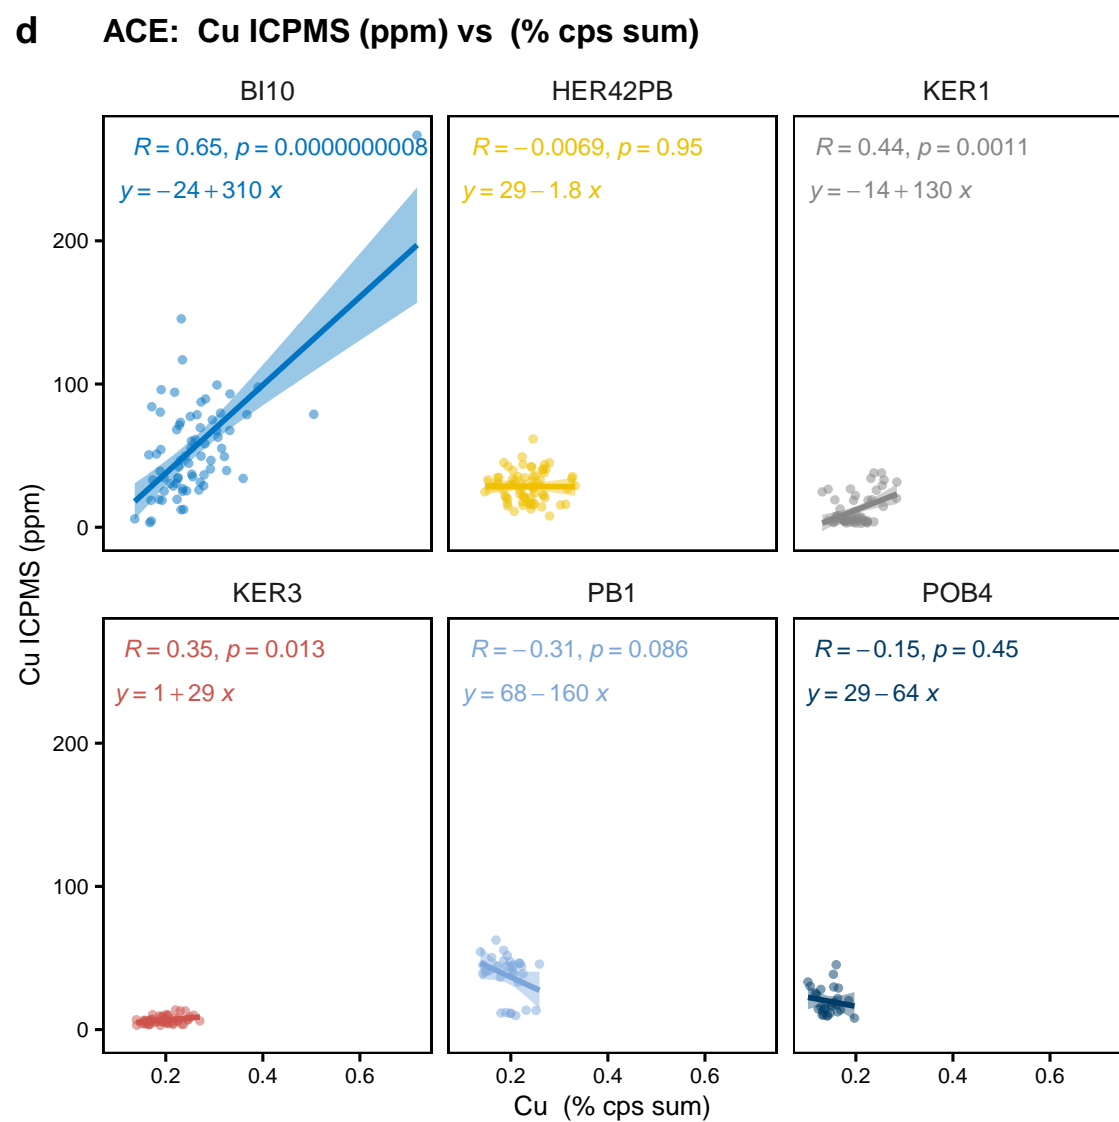 d ACE: Cu ICPMS (ppm) vs (% cps sum)
BI10 HER42PB KER1
R = 0.65, p = 0.0000000008 R = −0.0069, p = 0.95 R = 0.44, p = 0.0011
y = −24 + 310 x y = 29 − 1.8 x y = −14 + 130 x
200
100
0
Cu ICPMS (ppm)
KER3 PB1 POB4
R = 0.35, p = 0.013 R = −0.31, p = 0.086 R = −0.15, p = 0.45
y = 1 + 29 x y = 68 − 160 x y = 29 − 64 x
200
100
0
0.2 0.4 0.6 0.2 0.4 0.6 0.2 0.4 0.6
Cu (% cps sum)